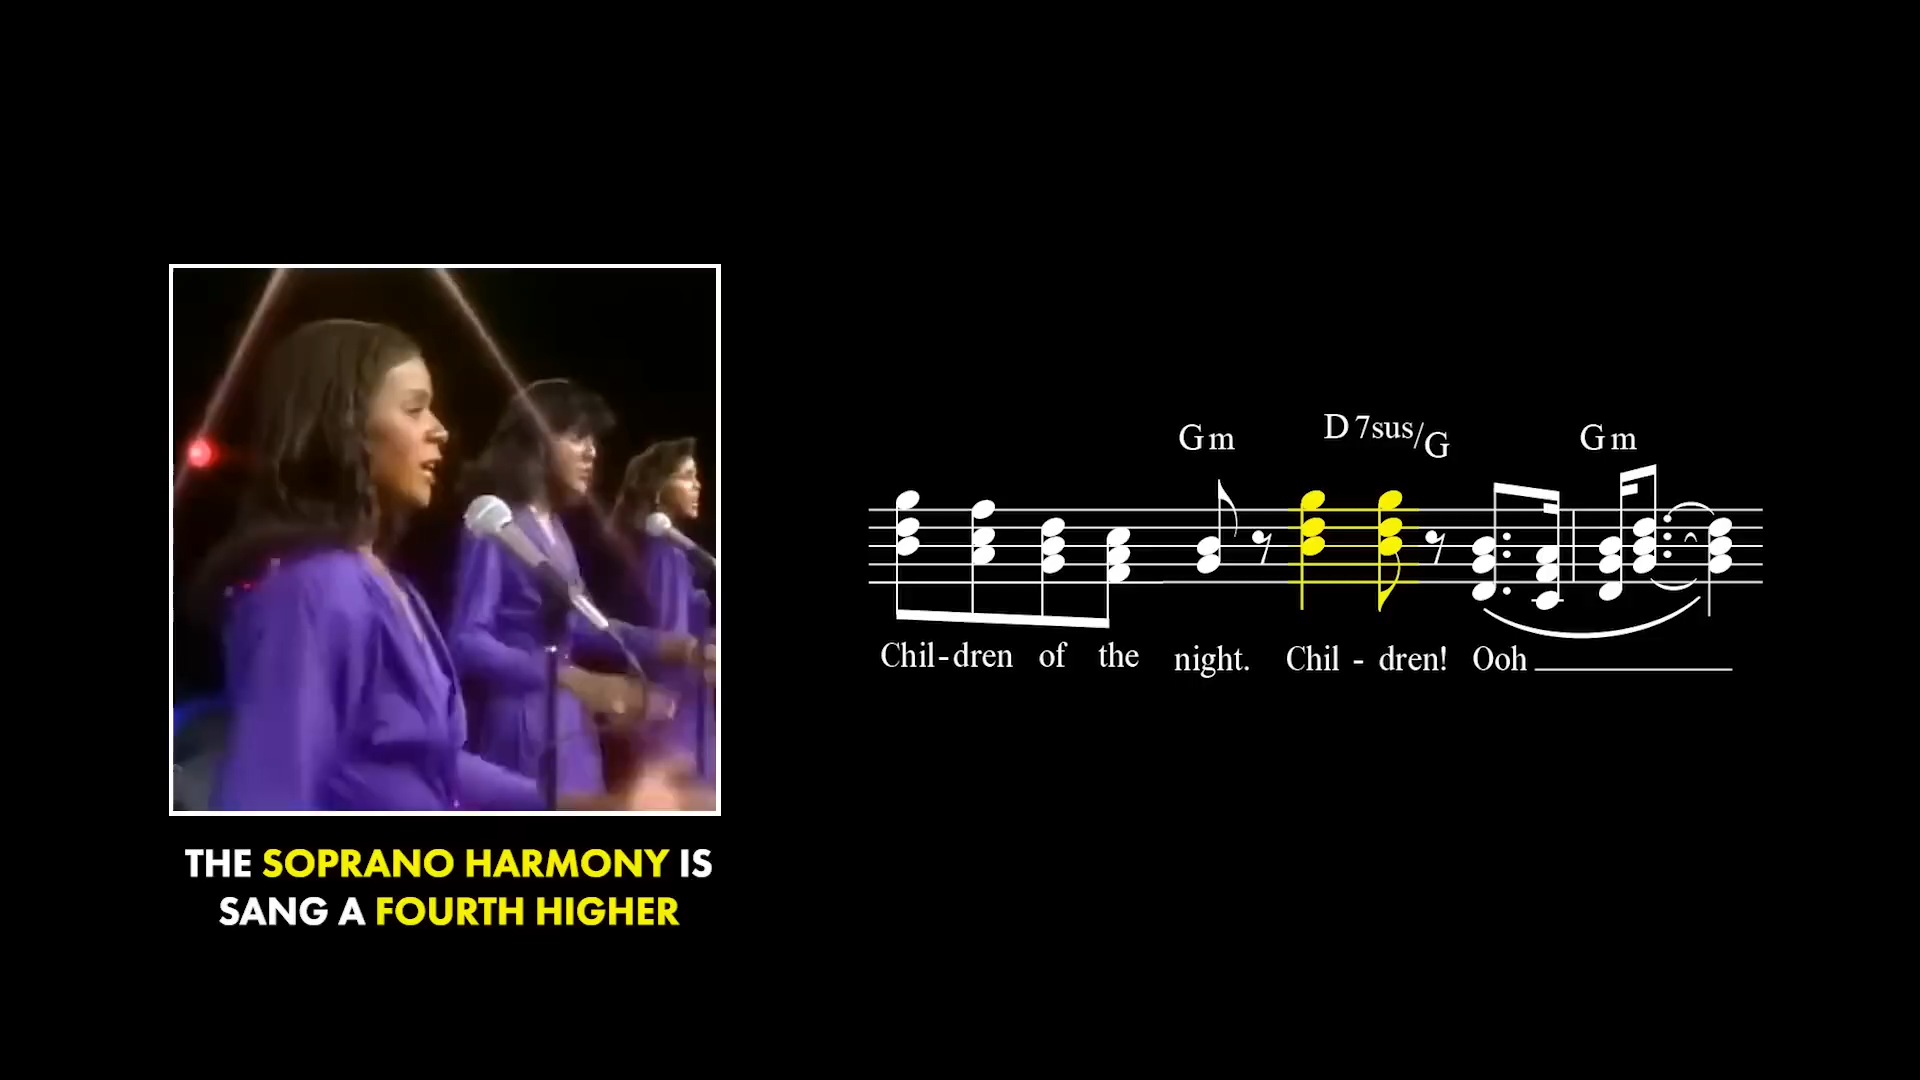 THE SOPRANO HARMONY IS
SANG A FOURTH HIGHER
Gm D7sus/G Gm
Chil-dren of the night. Chil - dren! Ooh